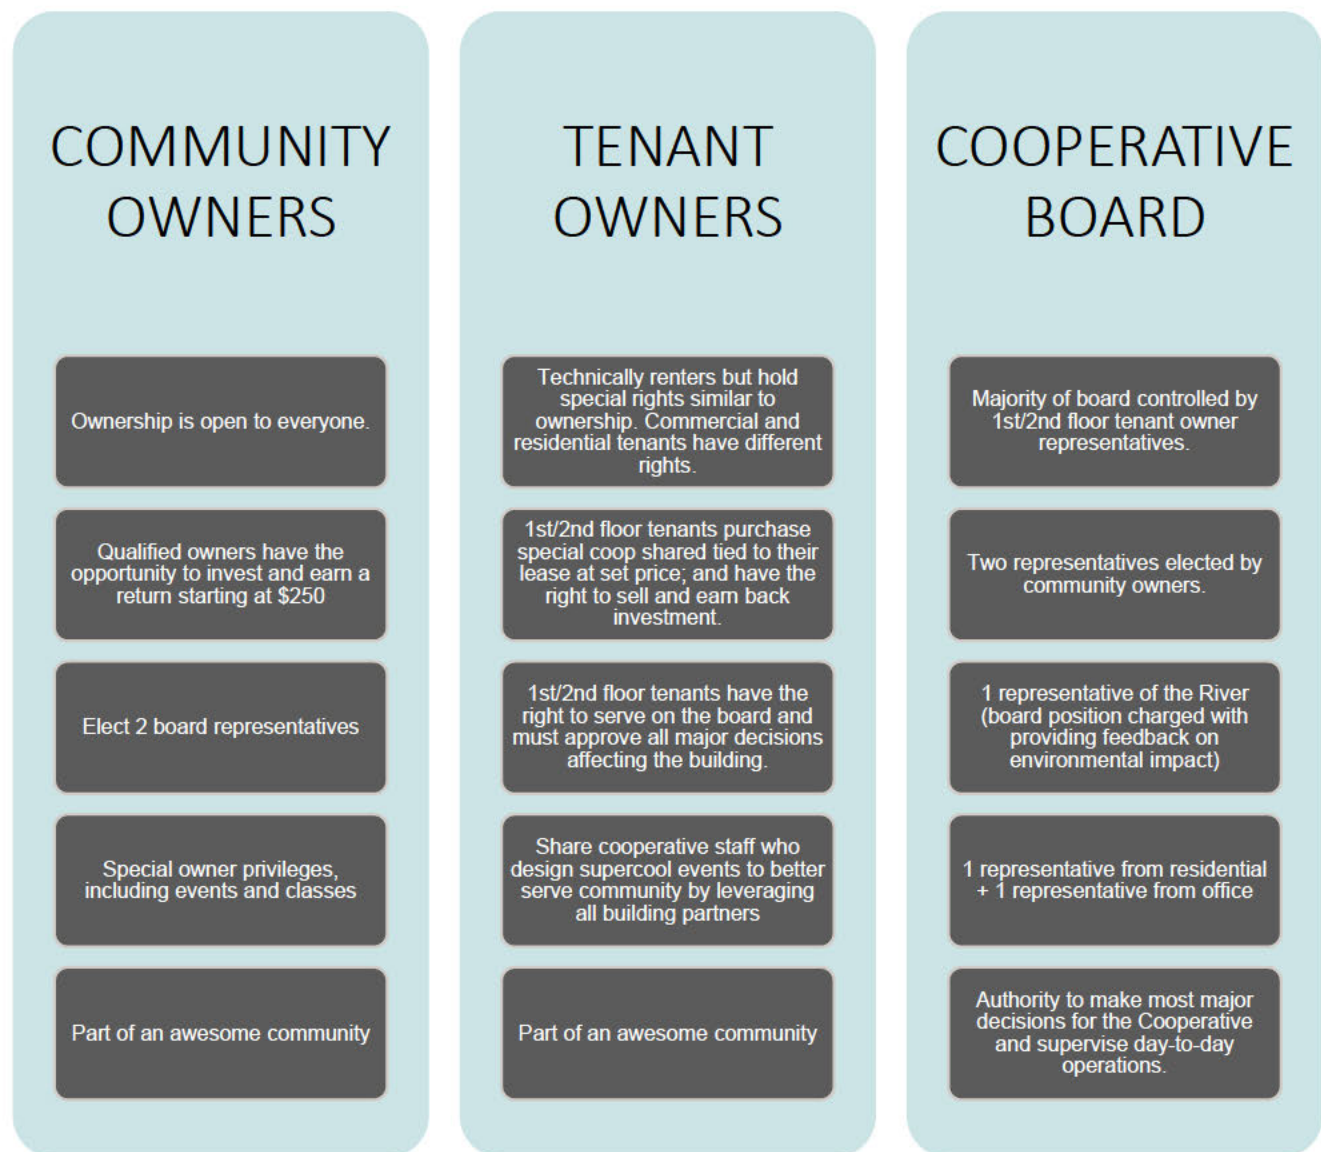 COMMUNITY
OWNERS
Ownership is open to everyone.
Qualified owners have the
opportunity to invest and earn a
return starting at $250
Elect 2 board representatives
Special owner privileges,
including events and classes
Part of an awesome community
TENANT
OWNERS
Technically renters but hold
special rights similar to
ownership. Commercial and
residential tenants have different
rights.
1st/2nd floor tenants purchase
special coop shared tied to their
lease at set price; and have the
right to sell and earn back
investment.
1st/2nd floor tenants have the
right to serve on the board and
must approve all major decisions
affecting the building.
Share cooperative staff who
design supercool events to better
serve community by leveraging
all building partners
Part of an awesome community
COOPERATIVE
BOARD
Majority of board controlled by
1st/2nd floor tenant owner
representatives.
Two representatives elected by
community owners.
1 representative of the River
(board position charged with
providing feedback on
environmental impact)
1 representative from residential
+ 1 representative from office
Authority to make most major
decisions for the Cooperative
and supervise day-to-day
operations.